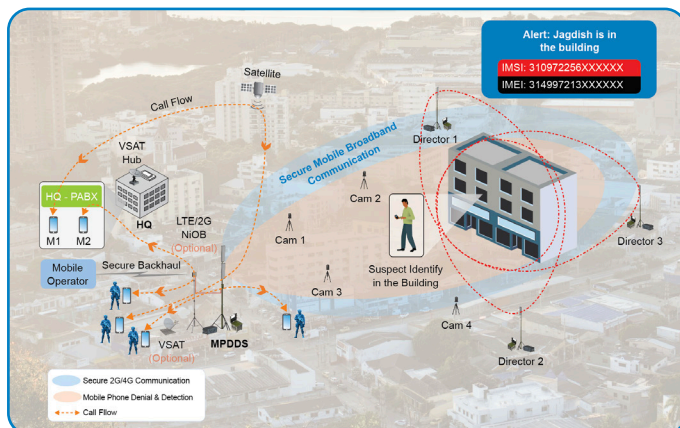 Alert: Jagdish is in
the building
IMSI: 310972256XXXXXX
IMEI: 314997213XXXXXX
Satellite
Call Flow
VSAT
Hub
HQ - PABX
HQ
M1
M2
LTE/2G
NiOB
(Optional)
Mobile
Operator
Secure Backhaul
VSAT
(Optional)
MPDDS
Secure Mobile Broadband
Communication
Cam 1
Cam 2
Cam 3
Cam 4
Suspect Identify
in the Building
Director 1
Director 3
Director 2
Secure 2G/4G Communication
Mobile Phone Denial & Detection
Call Fllow